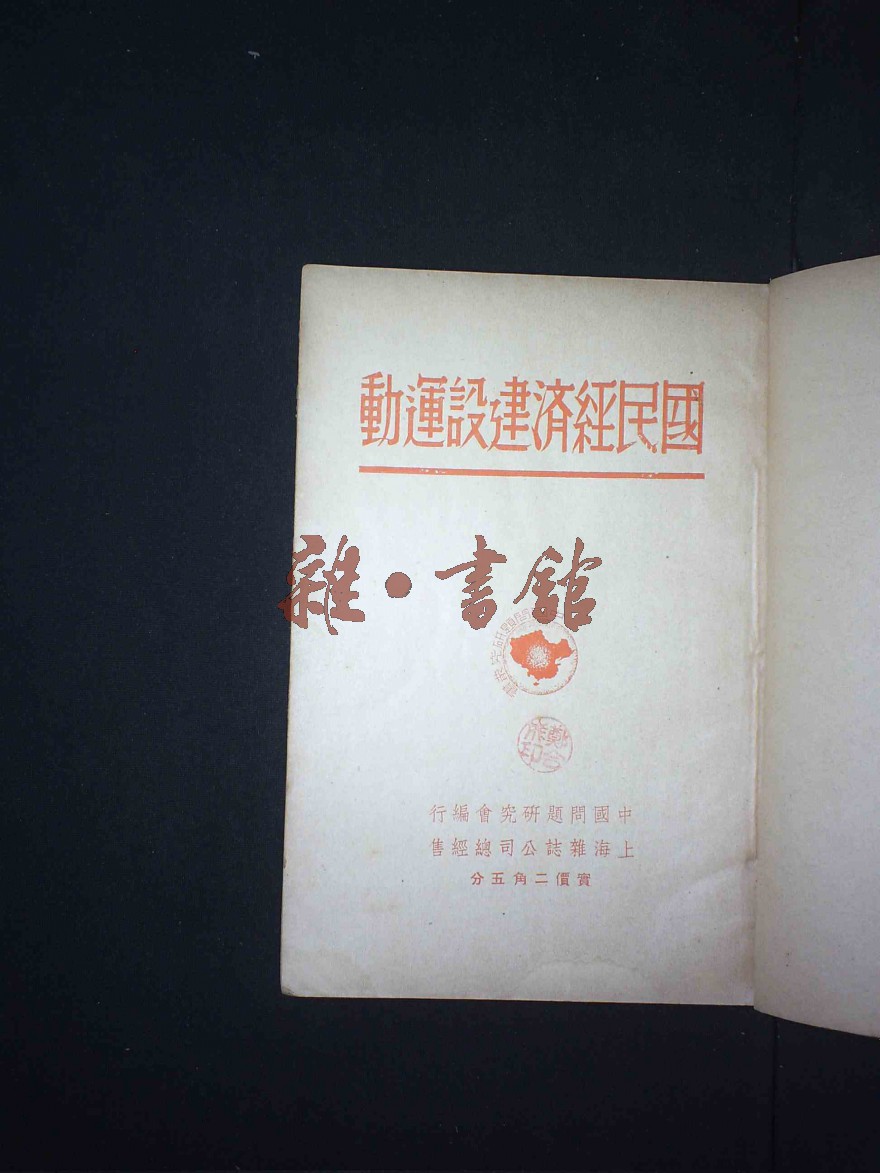 國民經済建設運動
雜·書館
中國問題研究會編行
上海雜誌公司總經售
實價二角五分